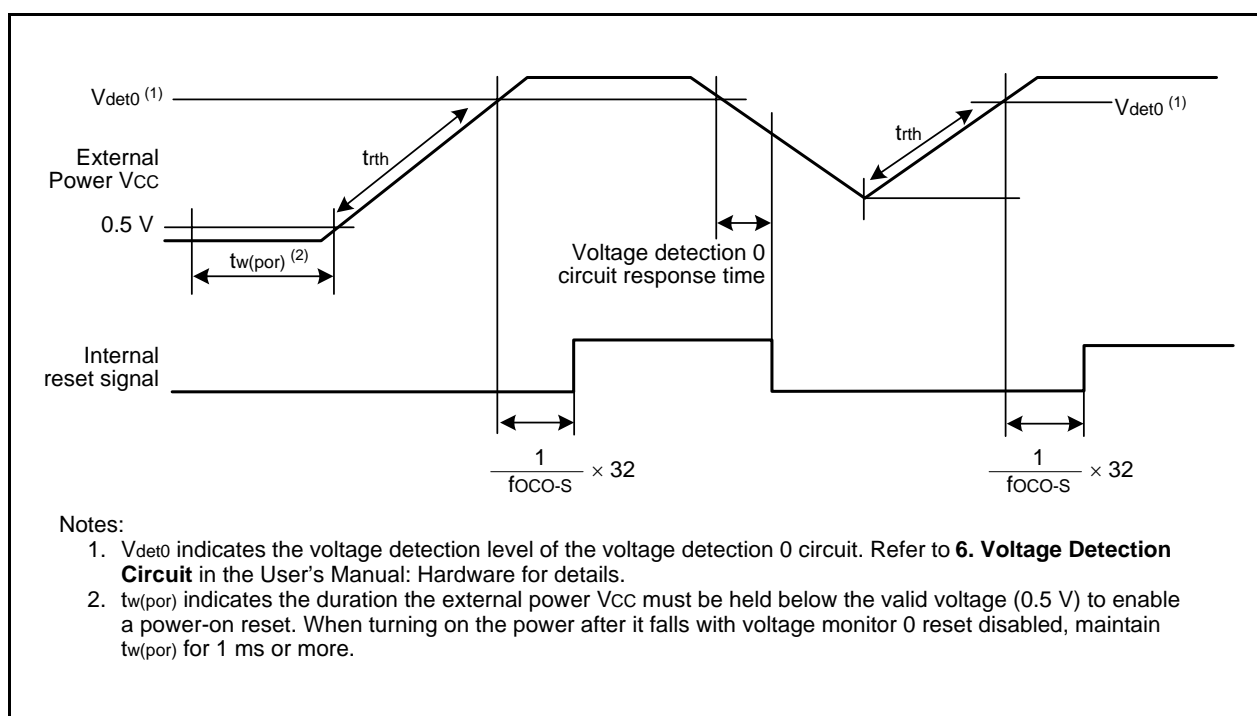 Vdet0 (1)
Vdet0 (1)
trth
trth
External
Power VCC
0.5 V
tw(por) (2)
Voltage detection 0
circuit response time
Internal
reset signal
1
fOCO-S
× 32
1
fOCO-S
× 32
Notes:
1. Vdet0 indicates the voltage detection level of the voltage detection 0 circuit. Refer to 6. Voltage Detection
Circuit in the User's Manual: Hardware for details.
2. tw(por) indicates the duration the external power VCC must be held below the valid voltage (0.5 V) to enable
a power-on reset. When turning on the power after it falls with voltage monitor 0 reset disabled, maintain
tw(por) for 1 ms or more.